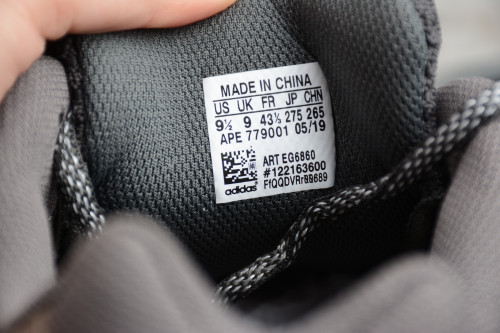 MADE IN CHINA
US UK FR JP CHN
9½ 9 43⅓ 275 265
APE 779001 05/19
ART EG6860
#122163600
adidas